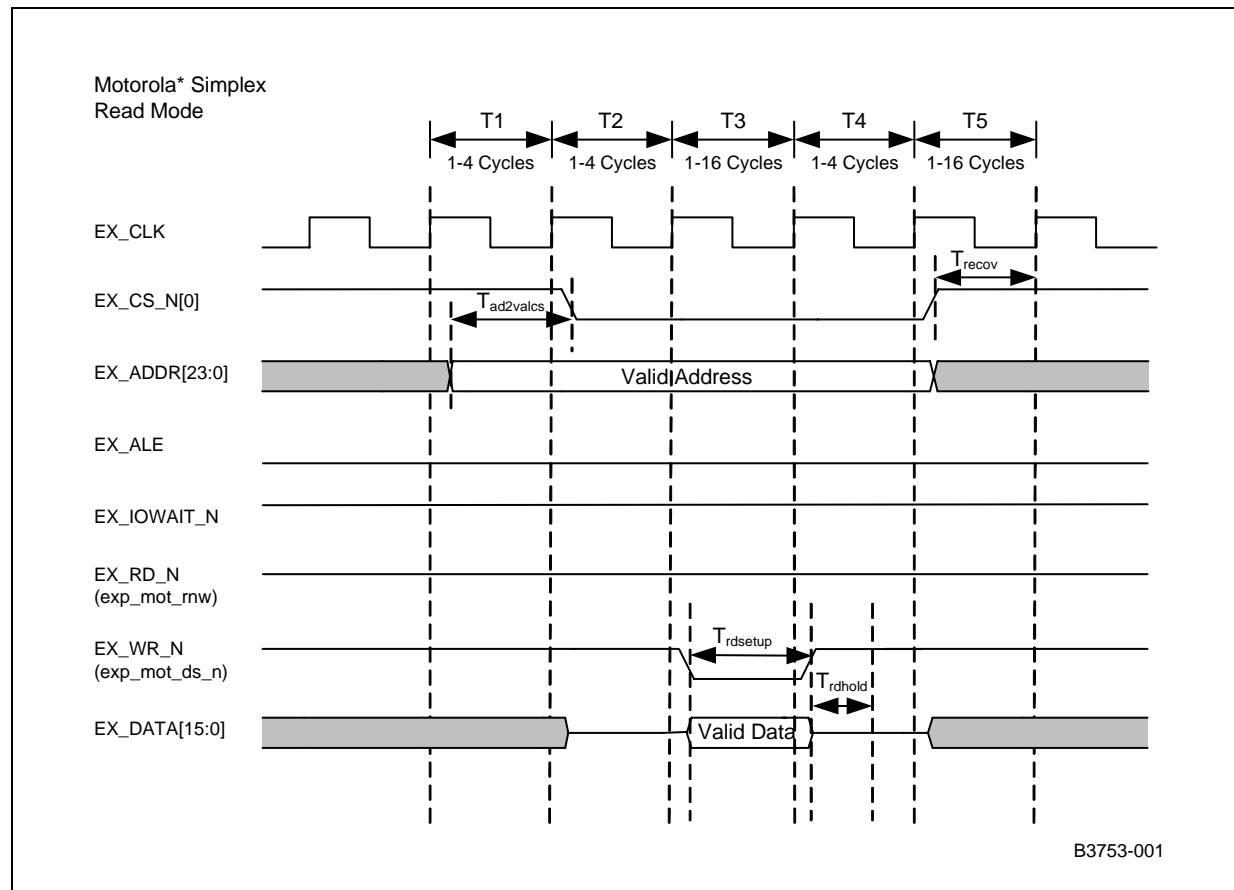 Motorola* Simplex
Read Mode
T1 T2 T3 T4 T5
1-4 Cycles 1-4 Cycles 1-16 Cycles 1-4 Cycles 1-16 Cycles
EX_CLK
Trecov
EX_CS_N[0]
Tad2valcs
EX_ADDR[23:0]
Valid Address
EX_ALE
EX_IOWAIT_N
EX_RD_N
(exp_mot_rnw)
EX_WR_N
(exp_mot_ds_n)
Trdsetup
Trdhold
EX_DATA[15:0]
Valid Data
B3753-001